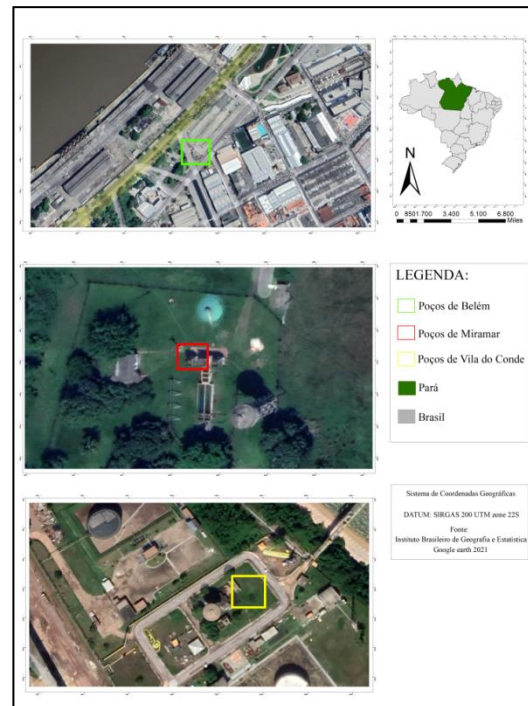 N
0 8501.700 3.400 5.100 6.800
Miles
LEGENDA:
Poços de Belém
Poços de Miramar
Poços de Vila do Conde
Pará
Brasil
Sistema de Coordenadas Geográficas
DATUM: SIRGAS 200 UTM zone 22S
Fonte:
Instituto Brasileiro de Geografia e Estatística
Google earth 2021